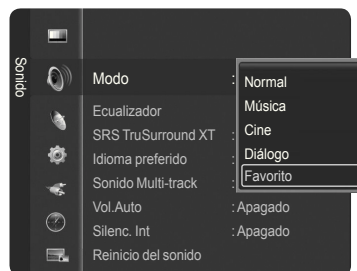 Sonido
Modo : Normal
Música
Cine
Diálogo
Favorito
Ecualizador
SRS TruSurround XT :
Idioma preferido :
Sonido Multi-track :
Vol.Auto : Apagado
Silenc. Int : Apagado
Reinicio del sonido